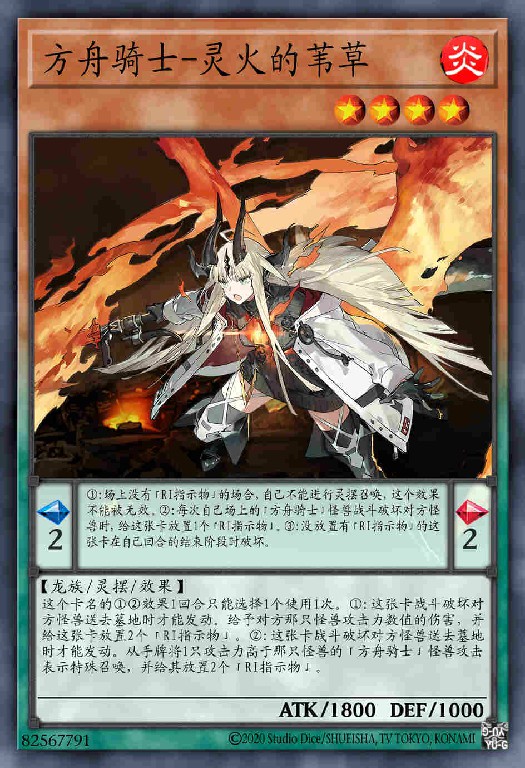 方舟骑士-灵火的苇草
炎
①:场上没有「RI指示物」的场合,自己不能进行灵摆召唤,这个效果
不能被无效。②:每次自己场上的「方舟骑士」怪兽战斗破坏对方怪
兽时,给这张卡放置1个「RI指示物」。③:没放置有「RI指示物」的这
张卡在自己回合的结束阶段时破坏。
2
2
【龙族/灵摆/效果】
这个卡名的①②效果1回合只能选择1个使用1次。①:这张卡战斗破坏对
方怪兽送去墓地时才能发动。给予对方那只怪兽攻击力数值的伤害,并
给这张卡放置2个「RI指示物」。②:这张卡战斗破坏对方怪兽送去墓地
时才能发动。从手牌将1只攻击力高于那只怪兽的「方舟骑士」怪兽攻击
表示特殊召唤,并给其放置2个「RI指示物」。
ATK/1800 DEF/1000
82567791
©2020 Studio Dice/SHUEISHA, TV TOKYO, KONAMI